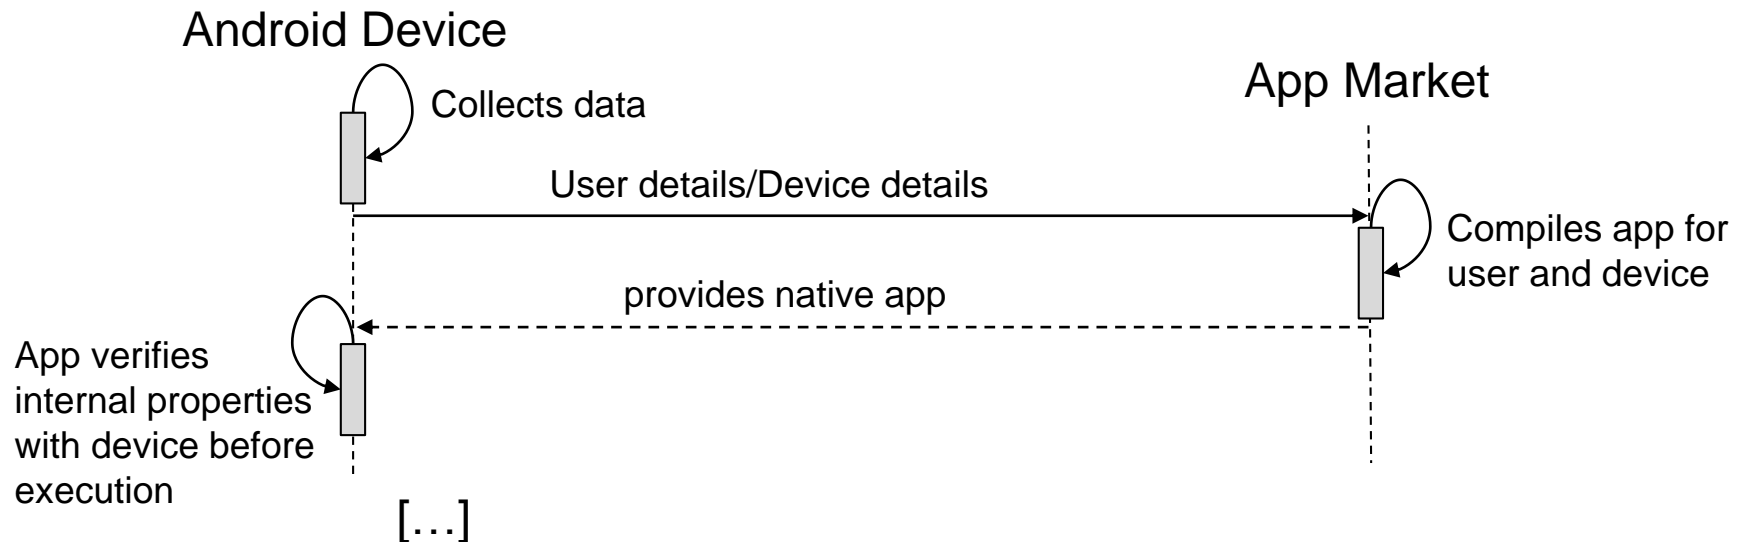 Android Device
App Market
Collects data
User details/Device details
Compiles app for
user and device
provides native app
App verifies
internal properties
with device before
execution
[…]